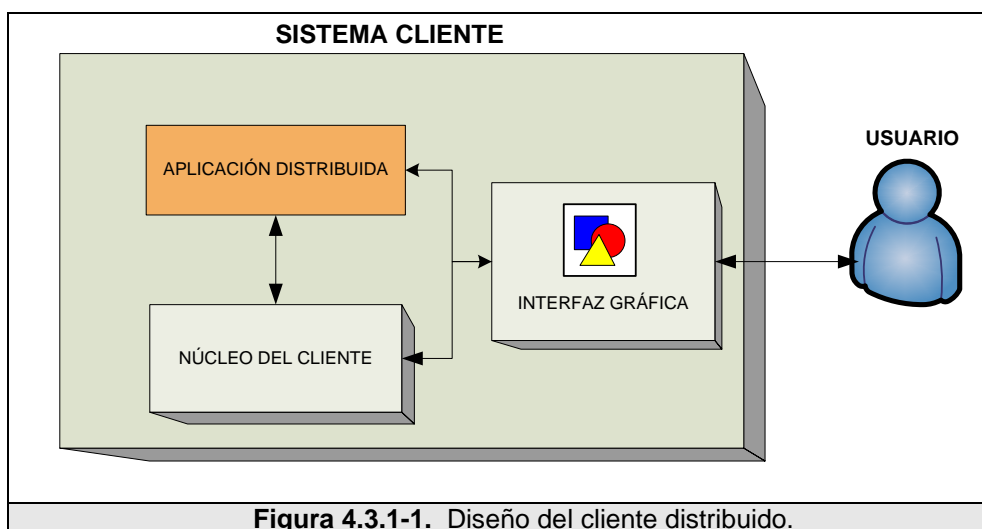 SISTEMA CLIENTE
USUARIO
APLICACIÓN DISTRIBUIDA
INTERFAZ GRÁFICA
NÚCLEO DEL CLIENTE
Figura 4.3.1-1. Diseño del cliente distribuido.